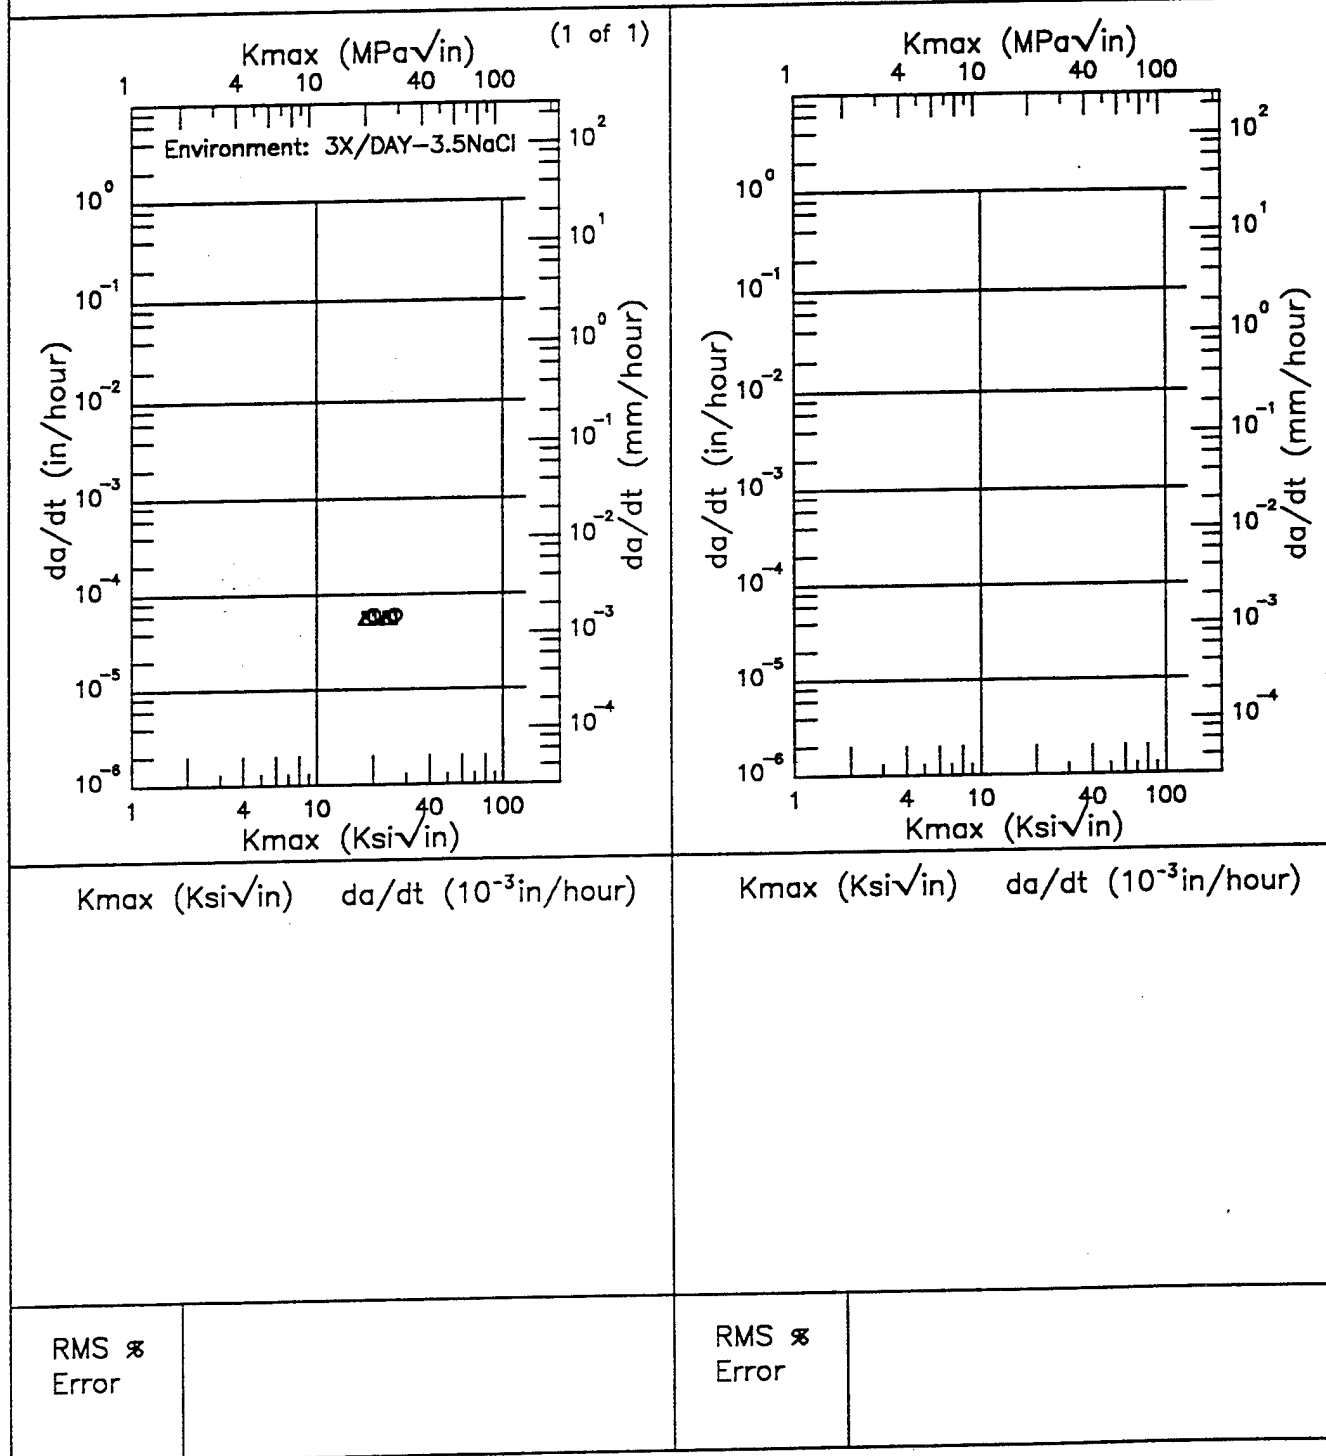 (1 of 1)
Kmax (MPa√in)
1 4 10 40 100
Environment: 3X/DAY-3.5NaCl
da/dt (in/hour)
10⁰
10⁻¹
10⁻²
10⁻³
10⁻⁴
10⁻⁵
10⁻⁶
10²
10¹
10⁰
10⁻¹
10⁻²
10⁻³
10⁻⁴
da/dt (mm/hour)
1 4 10 40 100
Kmax (Ksi√in)
Kmax (MPa√in)
1 4 10 40 100
da/dt (in/hour)
10⁰
10⁻¹
10⁻²
10⁻³
10⁻⁴
10⁻⁵
10⁻⁶
10²
10¹
10⁰
10⁻¹
10⁻²
10⁻³
10⁻⁴
da/dt (mm/hour)
1 4 10 40 100
Kmax (Ksi√in)
Kmax (Ksi√in) da/dt (10⁻³in/hour)
Kmax (Ksi√in) da/dt (10⁻³in/hour)
RMS %
Error
RMS %
Error